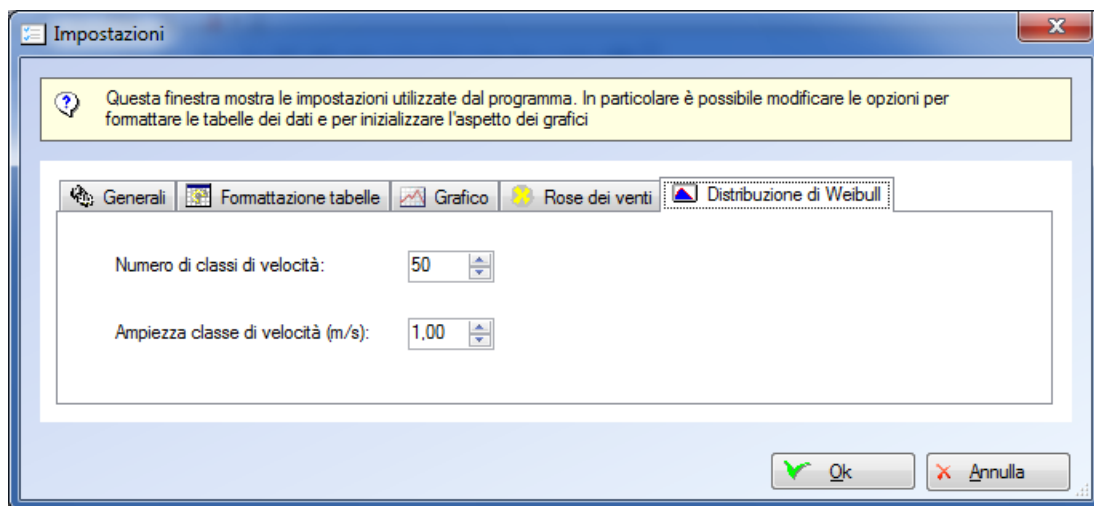 Impostazioni
Questa finestra mostra le impostazioni utilizzate dal programma. In particolare è possibile modificare le opzioni per
formattare le tabelle dei dati e per inizializzare l'aspetto dei grafici
Generali Formattazione tabelle Grafico Rose dei venti Distribuzione di Weibull
Numero di classi di velocità: 50
Ampiezza classe di velocità (m/s): 1,00
Ok Annulla